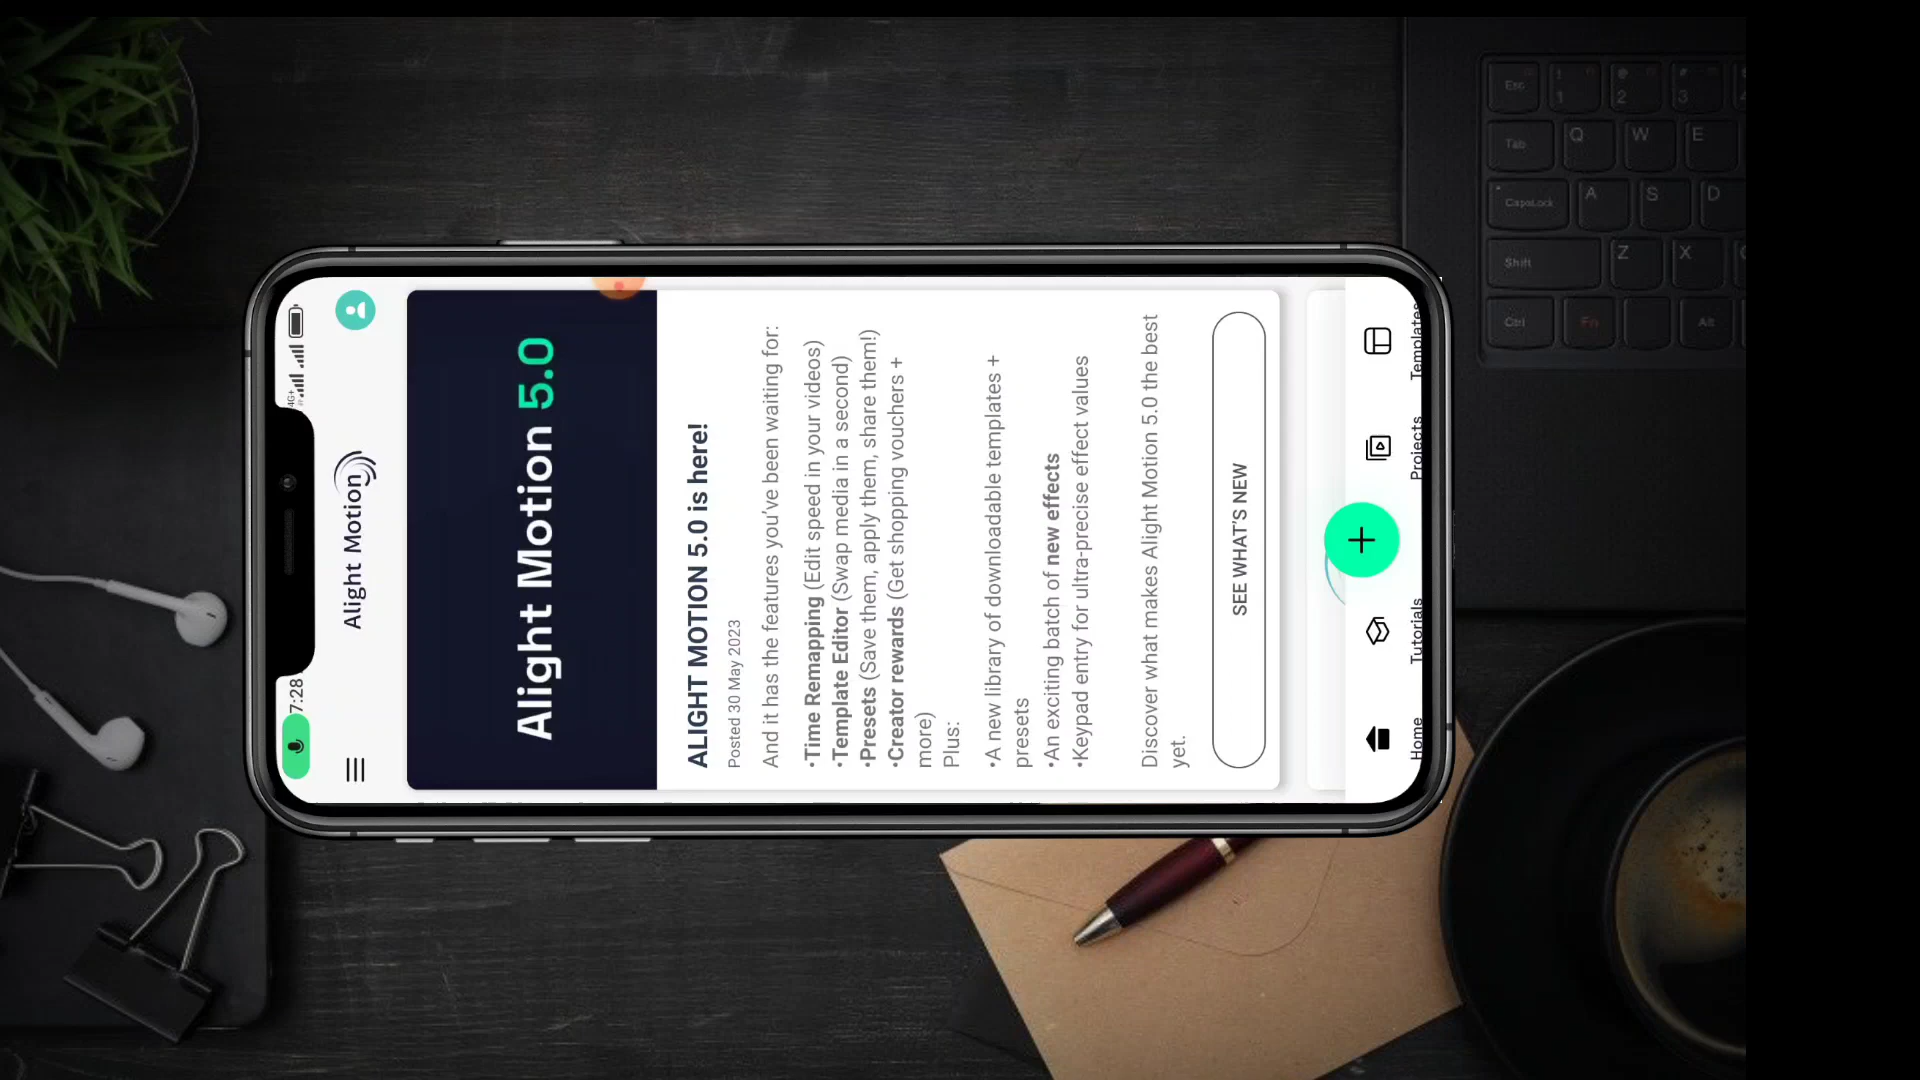 7:28
4G+
Alight Motion
Alight Motion 5.0
ALIGHT MOTION 5.0 is here!
Posted 30 May 2023
And it has the features you've been waiting for:
•Time Remapping (Edit speed in your videos)
•Template Editor (Swap media in a second)
•Presets (Save them, apply them, share them!)
•Creator rewards (Get shopping vouchers +
more)
Plus:
•A new library of downloadable templates +
presets
•An exciting batch of new effects
•Keypad entry for ultra-precise effect values
Discover what makes Alight Motion 5.0 the best
yet.
SEE WHAT'S NEW
Home
Tutorials
Projects
Templates
Esc
! 1
@ 2
# 3
Tab
Q
W
E
CapsLock
A
S
D
Shift
Z
X
Ctrl
Fn
Alt